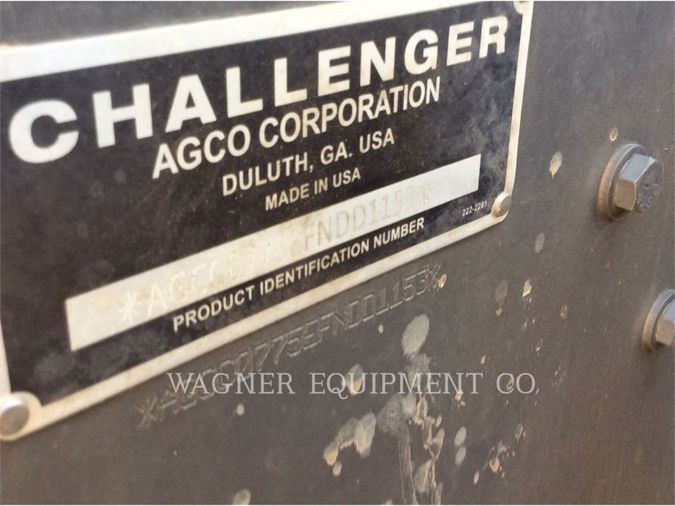 CHALLENGER
AGCO CORPORATION
DULUTH, GA. USA
MADE IN USA
222-2281
PRODUCT IDENTIFICATION NUMBER
WAGNER EQUIPMENT CO.